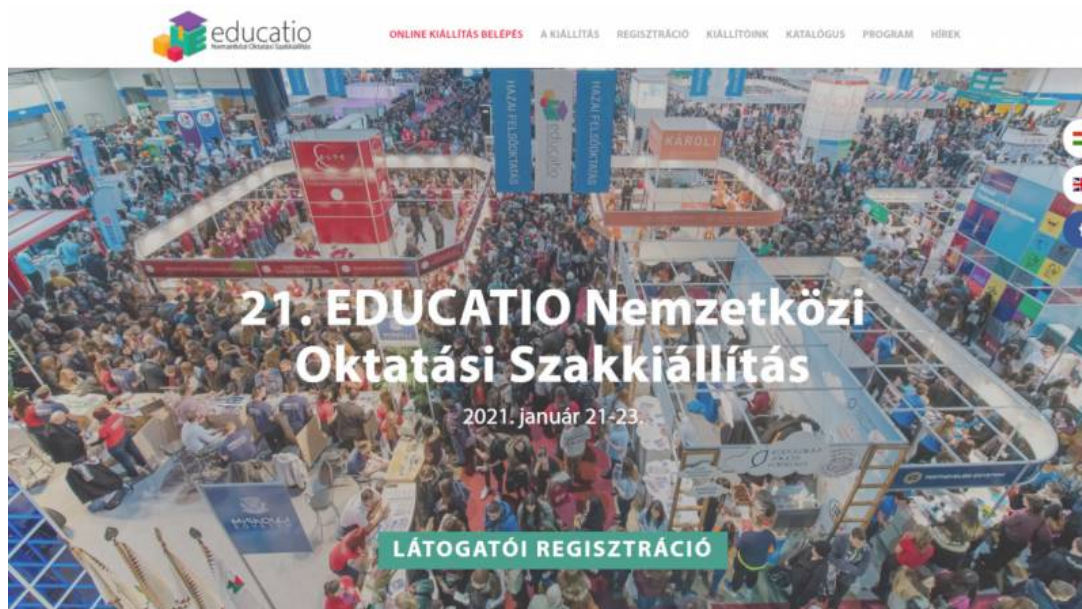 educatio
Nemzetközi Oktatási Szakkiállítás
ONLINE KIÁLLÍTÁS BELÉPÉS A KIÁLLÍTÁS REGISZTRÁCIÓ KIÁLLÍTÓINK KATALÓGUS PROGRAM HÍREK
HAZAI FELSŐOKTATÁS
educatio
HAZAI FELSŐOKTATÁS
KÁROLI
21. EDUCATIO Nemzetközi
Oktatási Szakkiállítás
2021. január 21-23.
LÁTOGATÓI REGISZTRÁCIÓ